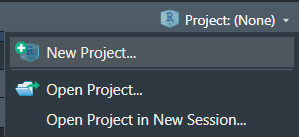 Project: (None)
New Project...
Open Project...
Open Project in New Session...